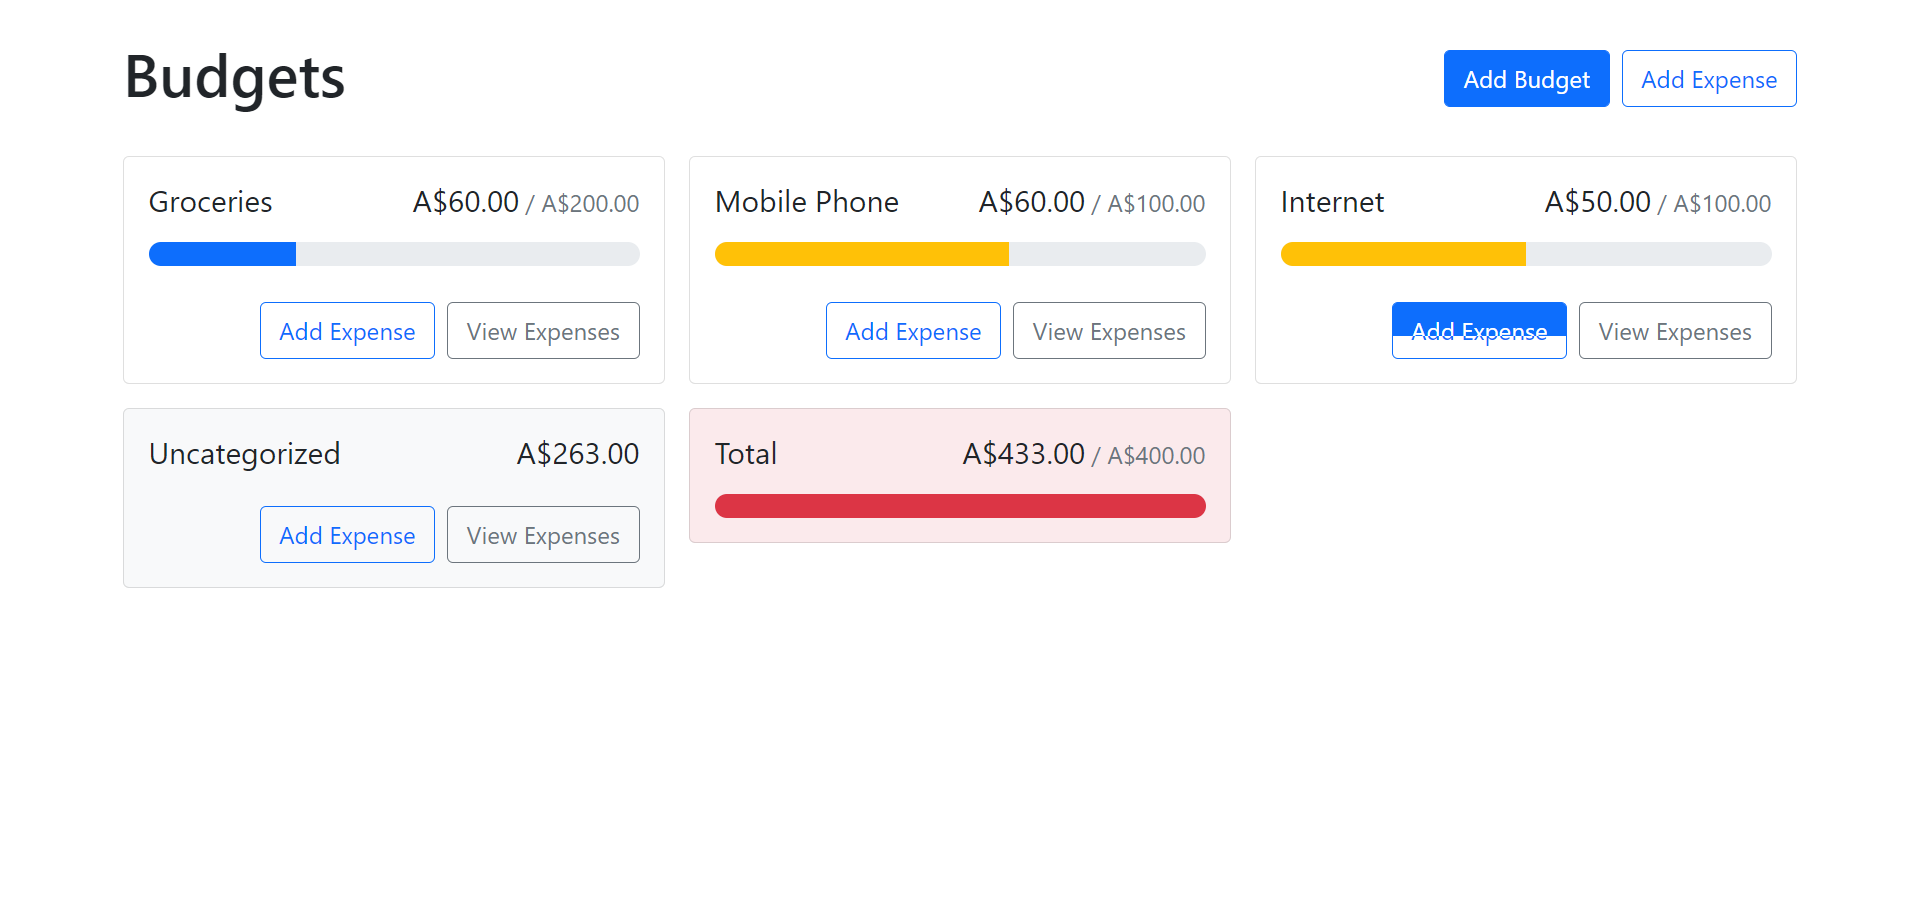 Budgets
Add Budget
Add Expense
Groceries
A$60.00 / A$200.00
Add Expense
View Expenses
Mobile Phone
A$60.00 / A$100.00
Add Expense
View Expenses
Internet
A$50.00 / A$100.00
Add Expense
View Expenses
Uncategorized
A$263.00
Add Expense
View Expenses
Total
A$433.00 / A$400.00